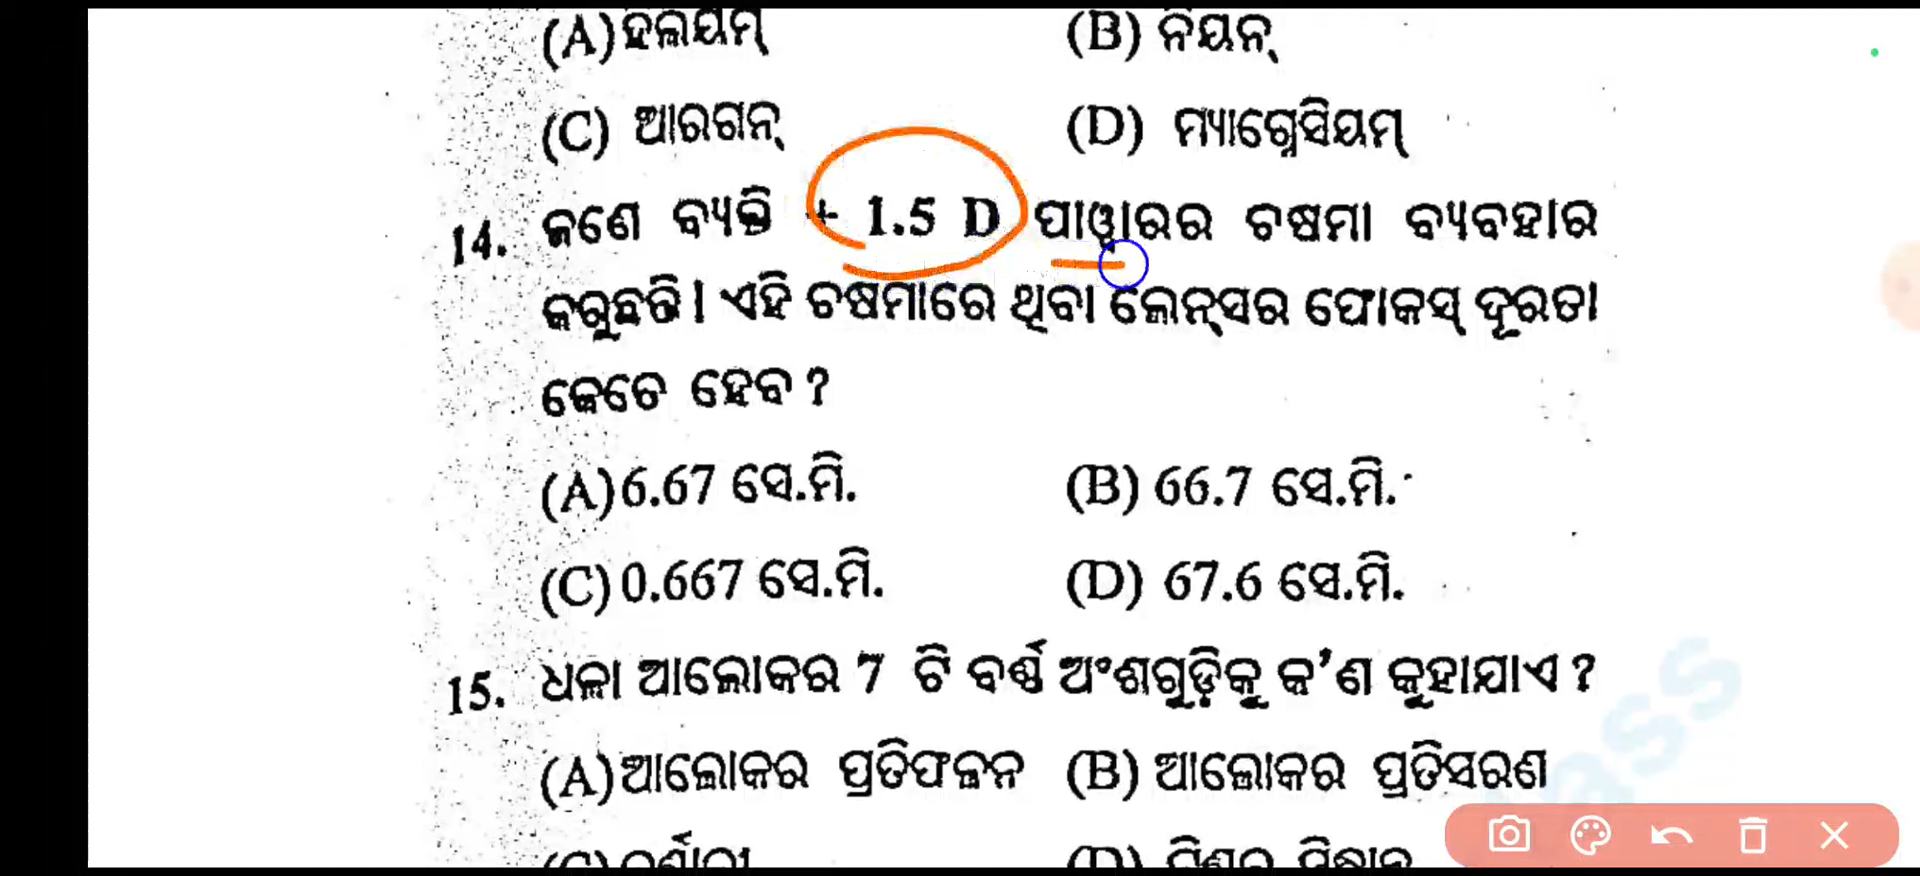 (A) ହିଲିୟମ୍ (B) ନିୟନ୍
(C) ଆରଗନ୍ (D) ମ୍ୟାଗ୍ନେସିୟମ୍
14. ଜଣେ ବ୍ୟକ୍ତି + 1.5 D ପାୱାରର ଚଷମା ବ୍ୟବହାର
କରୁଛନ୍ତି। ଏହି ଚଷମାରେ ଥିବା ଲେନ୍ସର ଫୋକସ୍ ଦୂରତା
କେତେ ହେବ ?
(A) 6.67 ସେ.ମି. (B) 66.7 ସେ.ମି.
(C) 0.667 ସେ.ମି. (D) 67.6 ସେ.ମି.
15. ଧଳା ଆଲୋକର 7 ଟି ବର୍ଣ୍ଣ ଅଂଶଗୁଡ଼ିକୁ କ'ଣ କୁହାଯାଏ ?
(A) ଆଲୋକର ପ୍ରତିଫଳନ (B) ଆଲୋକର ପ୍ରତିସରଣ
(C) (D)